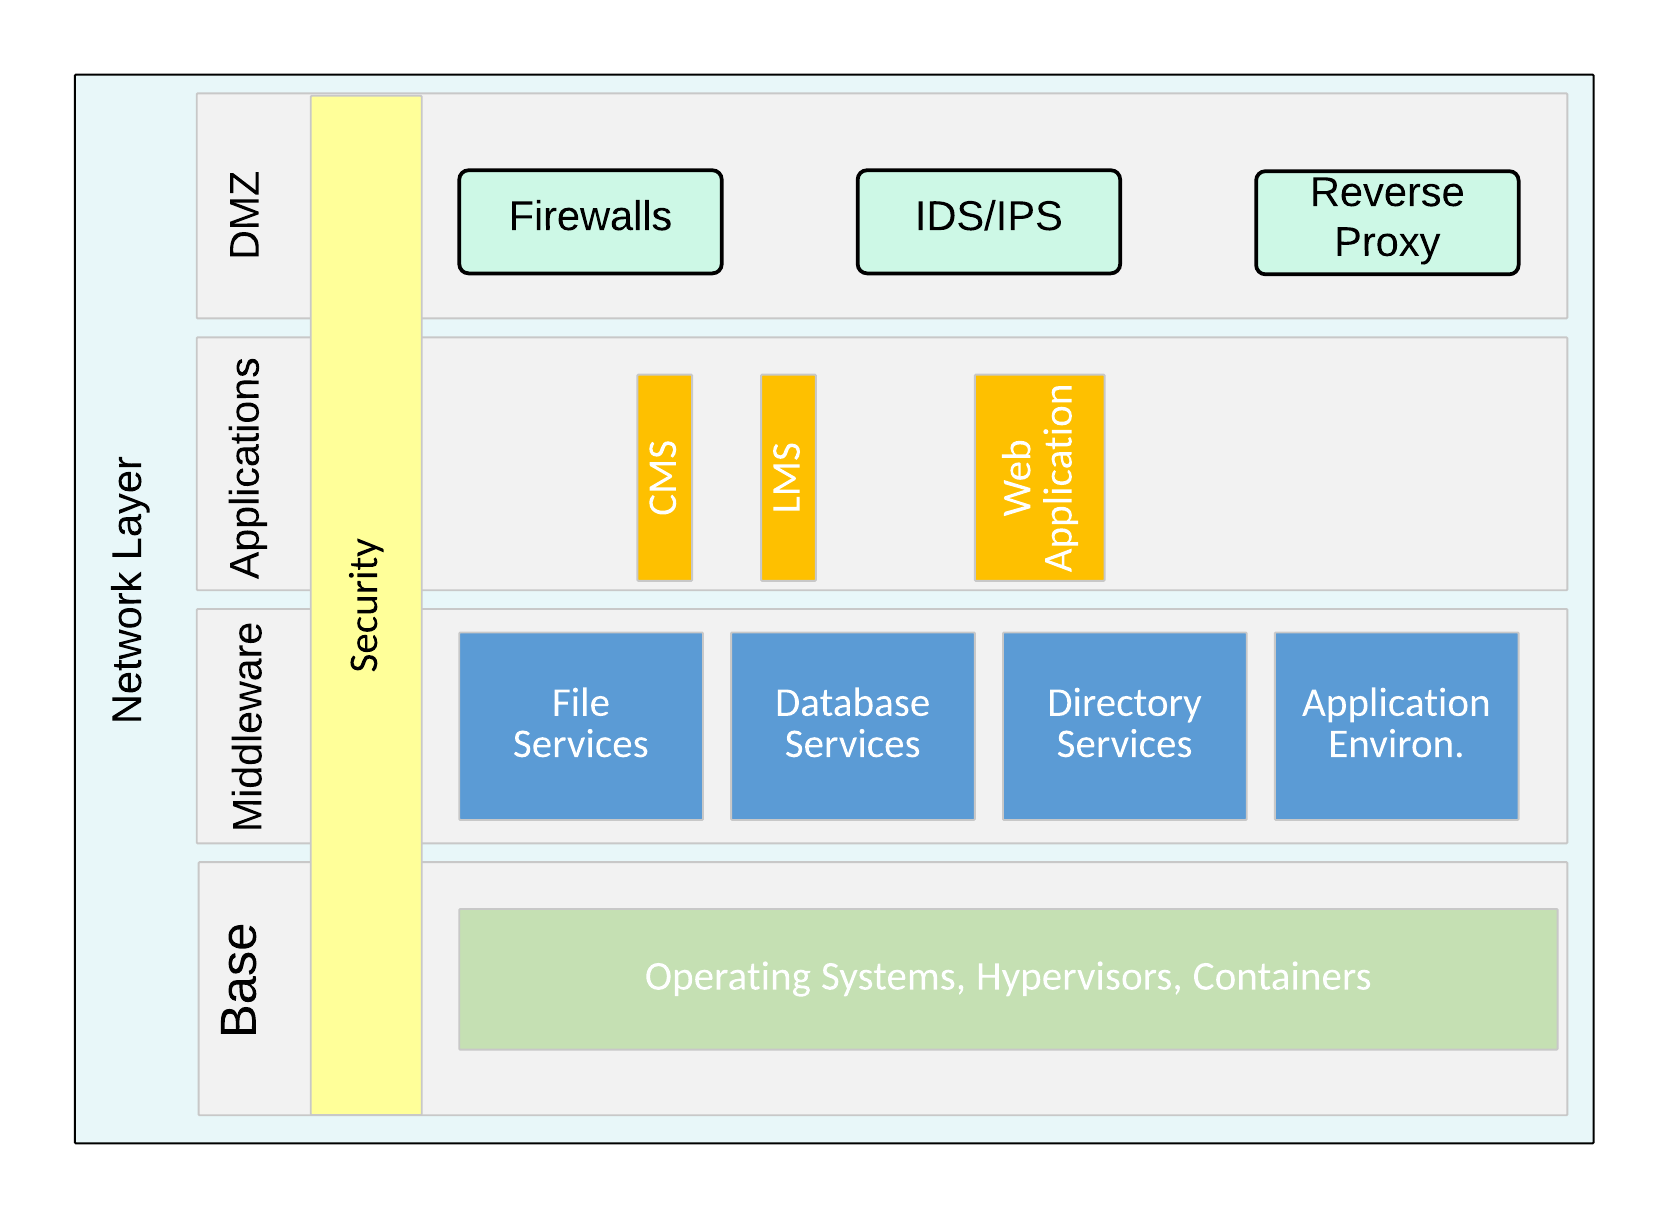 Network Layer
DMZ
Security
Firewalls
IDS/IPS
Reverse
Proxy
Applications
CMS
LMS
Web
Application
Middleware
File
Services
Database
Services
Directory
Services
Application
Environ.
Base
Operating Systems, Hypervisors, Containers